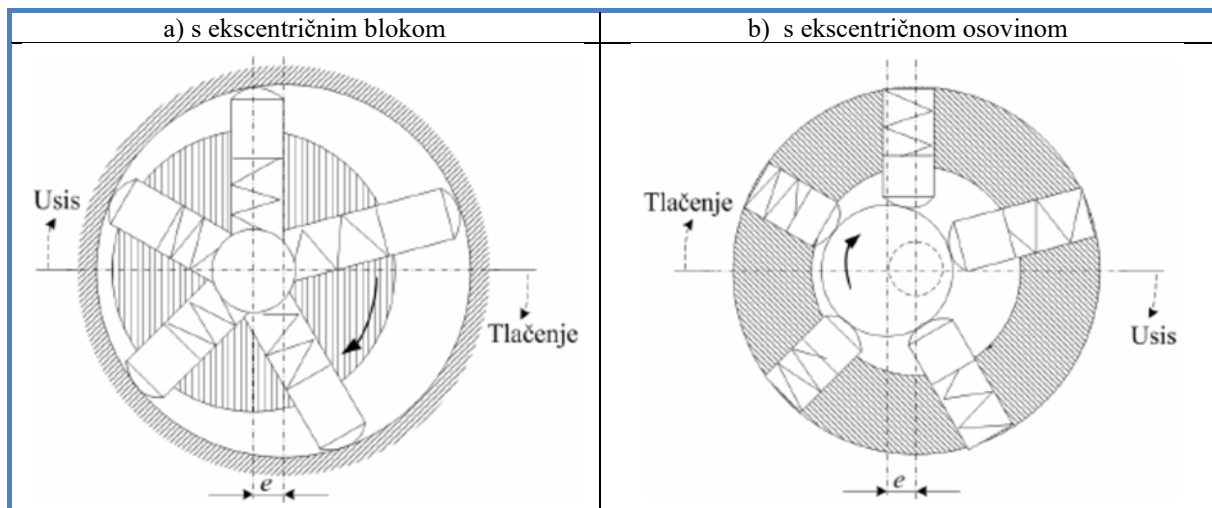 a) s ekscentričnim blokom
b) s ekscentričnom osovinom
Usis
Tlačenje
e
Tlačenje
Usis
e